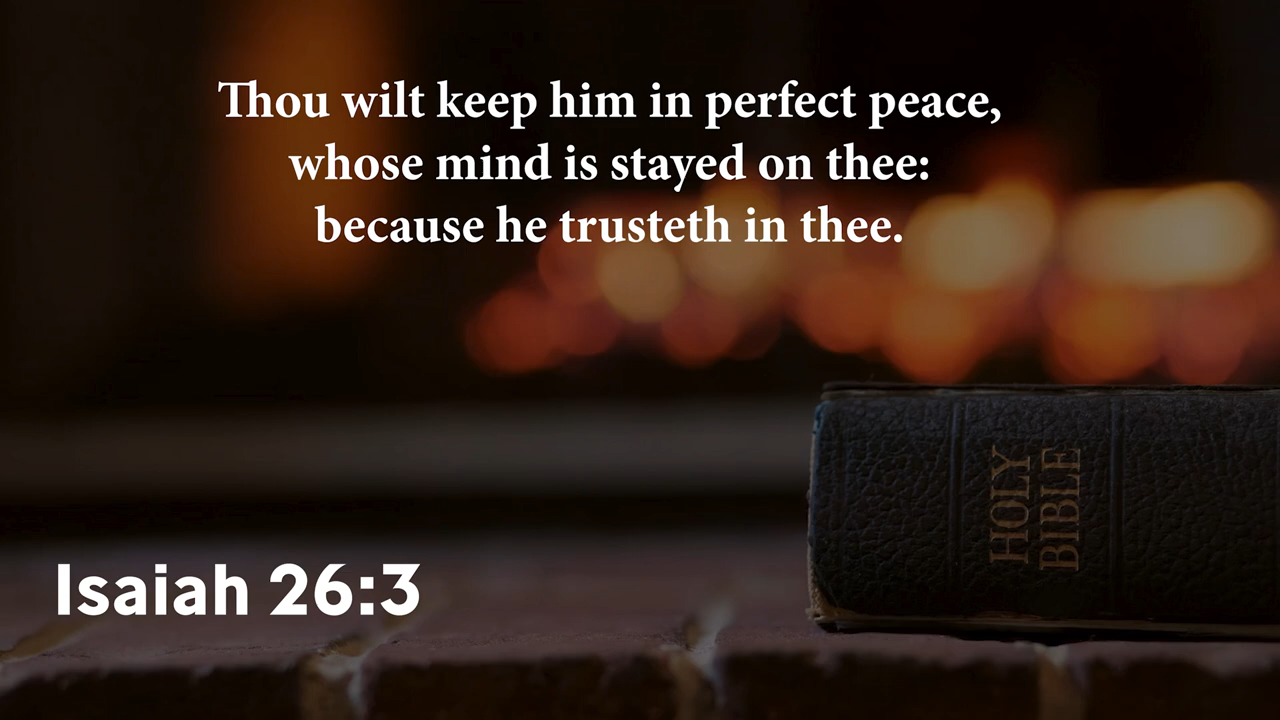 Thou wilt keep him in perfect peace,
whose mind is stayed on thee:
because he trusteth in thee.
HOLY
BIBLE
Isaiah 26:3